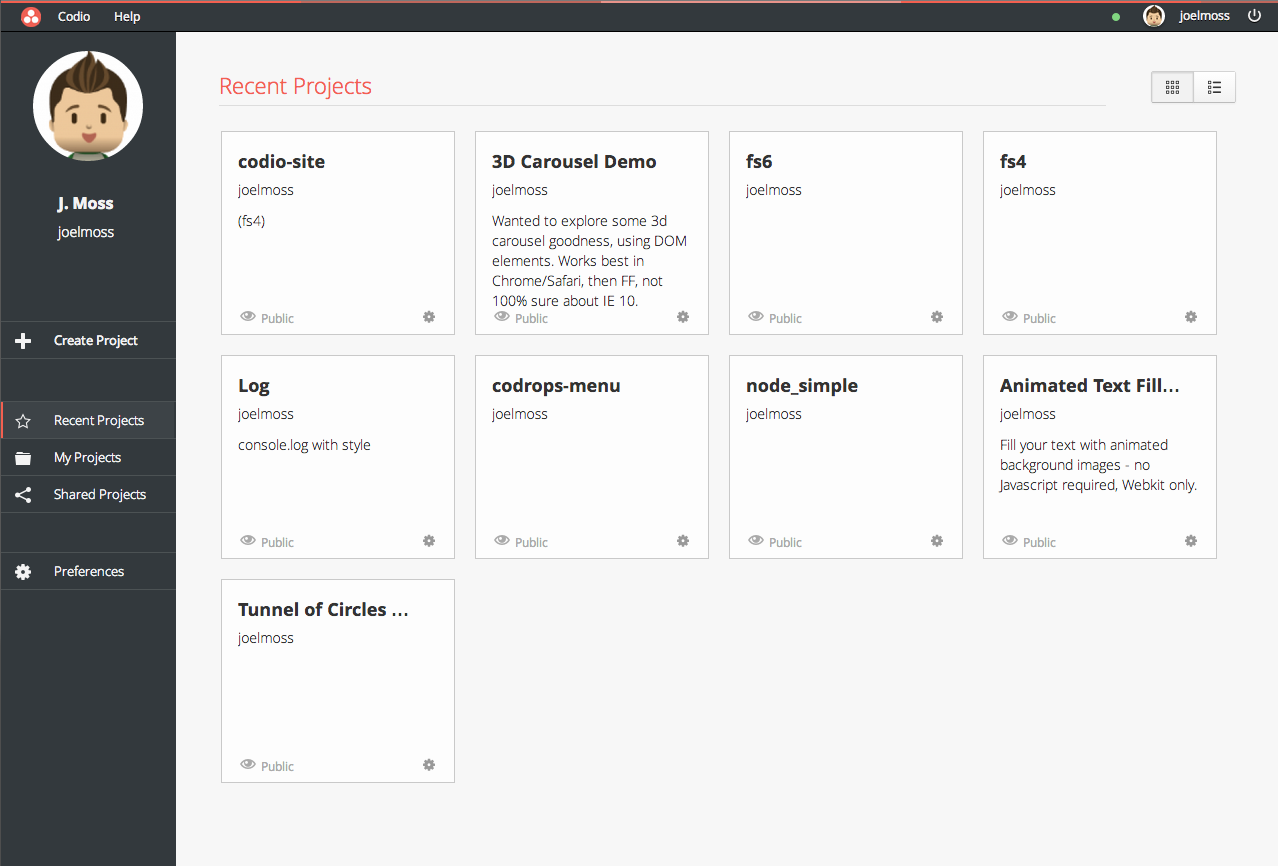 Codio Help joelmoss
J. Moss
joelmoss
Create Project
Recent Projects
My Projects
Shared Projects
Preferences
Recent Projects
codio-site
joelmoss
(fs4)
Public
3D Carousel Demo
joelmoss
Wanted to explore some 3d
carousel goodness, using DOM
elements. Works best in
Chrome/Safari, then FF, not
100% sure about IE 10.
Public
fs6
joelmoss
Public
fs4
joelmoss
Public
Log
joelmoss
console.log with style
Public
codrops-menu
joelmoss
Public
node_simple
joelmoss
Public
Animated Text Fill...
joelmoss
Fill your text with animated
background images - no
Javascript required, Webkit only.
Public
Tunnel of Circles ...
joelmoss
Public